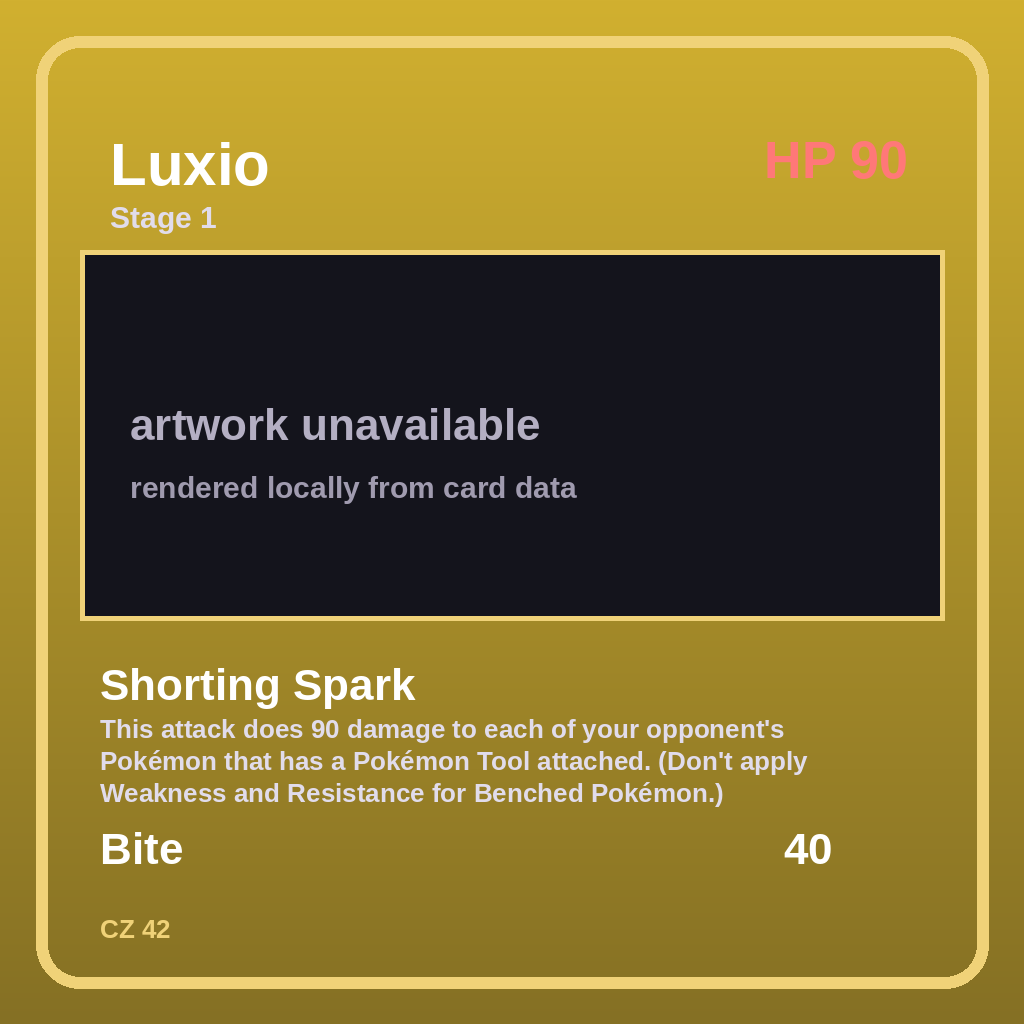 Luxio
HP 90
Stage 1
artwork unavailable
rendered locally from card data
Shorting Spark
This attack does 90 damage to each of your opponent's
Pokémon that has a Pokémon Tool attached. (Don't apply
Weakness and Resistance for Benched Pokémon.)
Bite 40
CZ 42